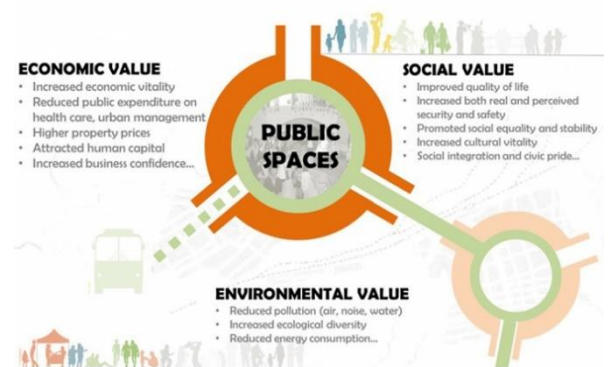 ECONOMIC VALUE
• Increased economic vitality
• Reduced public expenditure on
health care, urban management
• Higher property prices
• Attracted human capital
• Increased business confidence...
PUBLIC
SPACES
SOCIAL VALUE
• Improved quality of life
• Increased both real and perceived
security and safety
• Promoted social equality and stability
• Increased cultural vitality
• Social integration and civic pride...
ENVIRONMENTAL VALUE
• Reduced pollution (air, noise, water)
• Increased ecological diversity
• Reduced energy consumption...